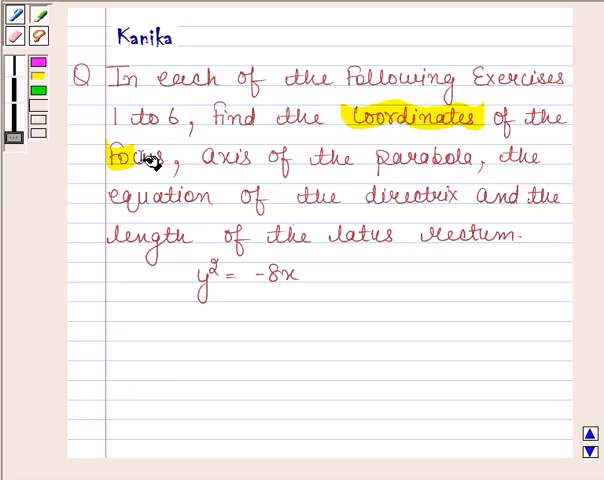 Kanika
Q In each of the Following Exercises
1 to 6, find the coordinates of the
focus, axis of the parabola, the
equation of the directrix and the
length of the latus rectum.
y² = -8x